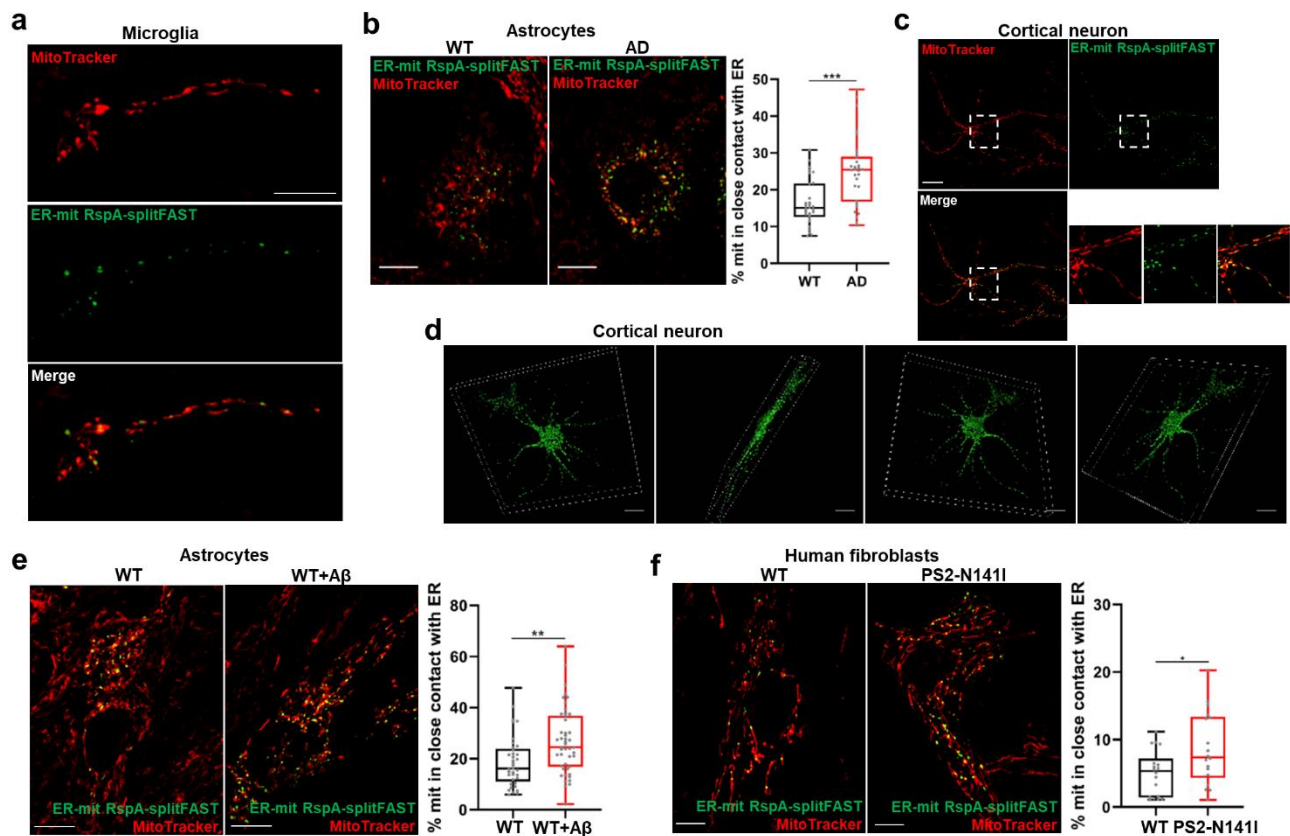 a
Microglia
MitoTracker
ER-mit RspA-splitFAST
Merge
b
Astrocytes
WT
AD
ER-mit RspA-splitFAST
MitoTracker
ER-mit RspA-splitFAST
MitoTracker
% mit in close contact with ER
50
40
30
20
10
0
***
WT
AD
c
Cortical neuron
MitoTracker
ER-mit RspA-splitFAST
Merge
d
Cortical neuron
e
Astrocytes
WT
WT+Aβ
ER-mit RspA-splitFAST
MitoTracker
ER-mit RspA-splitFAST
MitoTracker
% mit in close contact with ER
80
60
40
20
0
**
WT
WT+Aβ
f
Human fibroblasts
WT
PS2-N141I
ER-mit RspA-splitFAST
MitoTracker
ER-mit RspA-splitFAST
MitoTracker
% mit in close contact with ER
30
20
10
0
*
WT
PS2-N141I